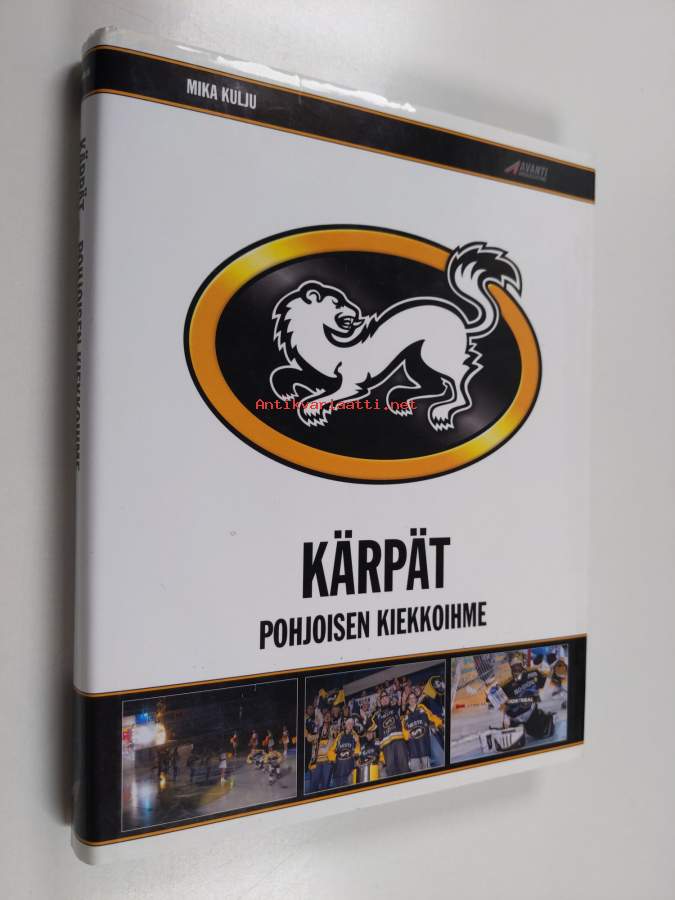 MIKA KULJU
AVANTI
Antikvariaatti.net
KÄRPÄT
POHJOISEN KIEKKOIHME
KÄRPÄT POHJOISEN KIEKKOIHME